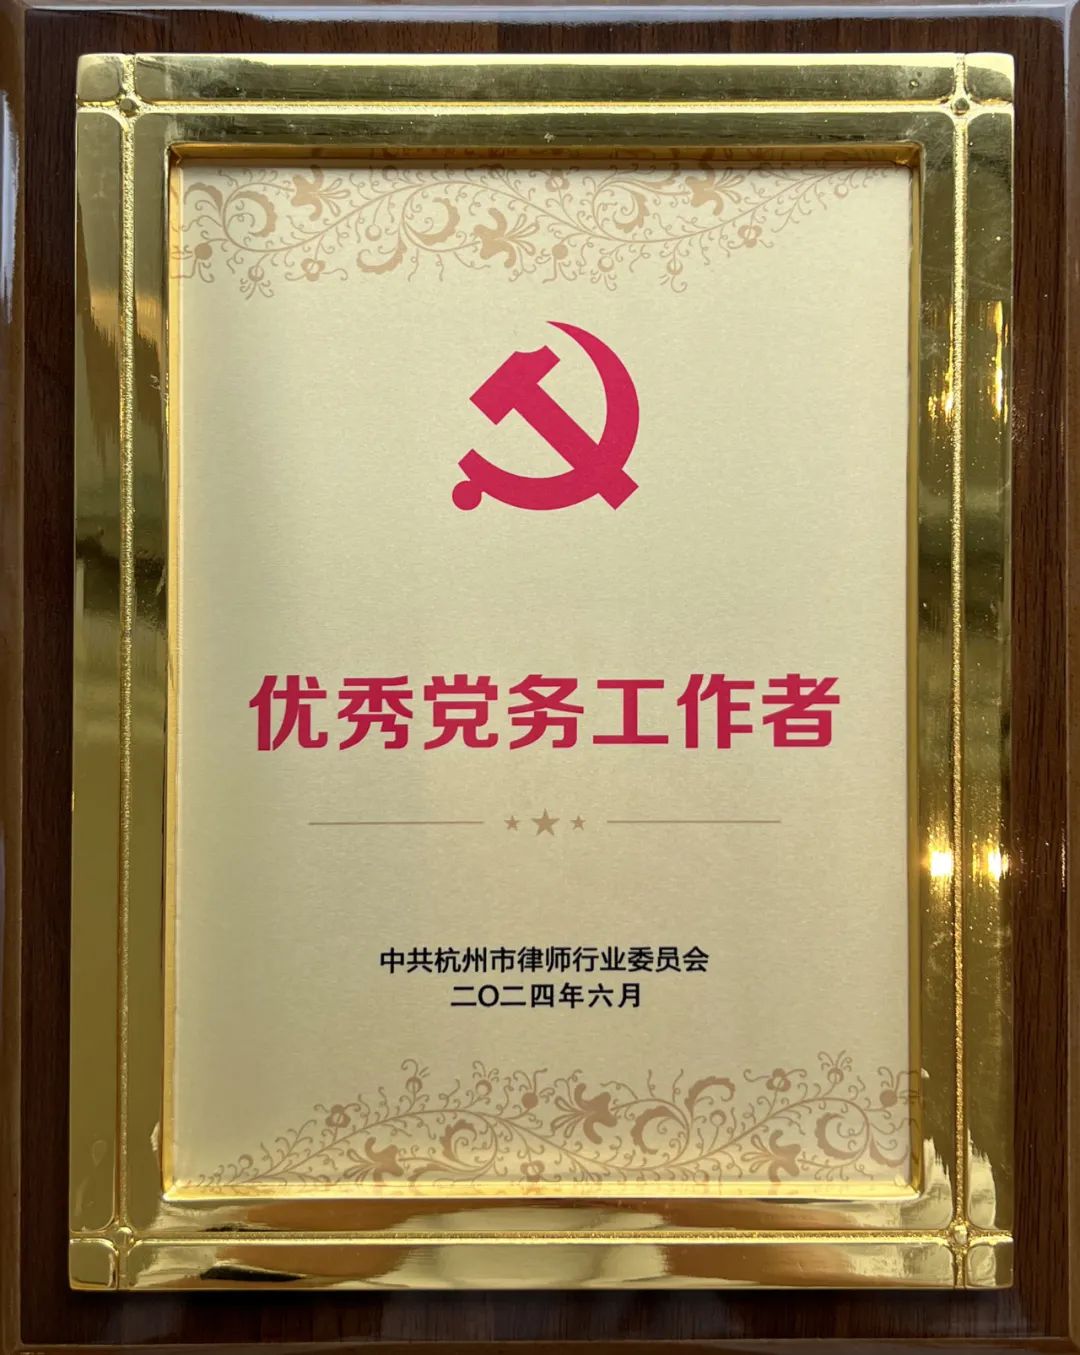 优秀党务工作者
中共杭州市律师行业委员会
二〇二四年六月